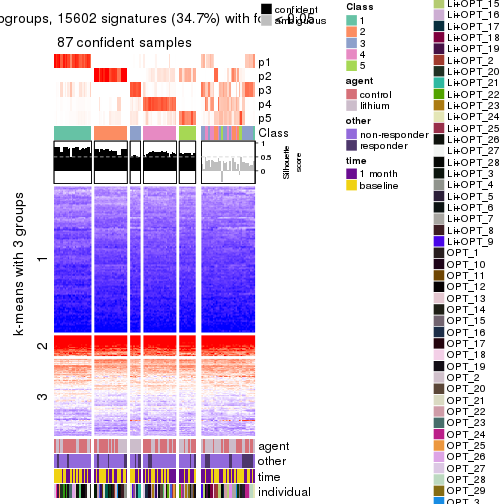 ogroups, 15602 signatures (34.7%) with fdr < 0.05
confident
ambiguous
87 confident samples
p1
p2
p3
p4
p5
Class
1
0.5
0
Silhouette
score
k-means with 3 groups
1
2
3
agent
other
time
individual
Class
1
2
3
4
5
agent
control
lithium
other
non-responder
responder
time
1 month
baseline
Li+OPT_15
Li+OPT_16
Li+OPT_17
Li+OPT_18
Li+OPT_19
Li+OPT_2
Li+OPT_20
Li+OPT_21
Li+OPT_22
Li+OPT_23
Li+OPT_24
Li+OPT_25
Li+OPT_26
Li+OPT_27
Li+OPT_28
Li+OPT_3
Li+OPT_4
Li+OPT_5
Li+OPT_6
Li+OPT_7
Li+OPT_8
Li+OPT_9
OPT_1
OPT_10
OPT_11
OPT_12
OPT_13
OPT_14
OPT_15
OPT_16
OPT_17
OPT_18
OPT_19
OPT_2
OPT_20
OPT_21
OPT_22
OPT_23
OPT_24
OPT_25
OPT_26
OPT_27
OPT_28
OPT_29
OPT_3